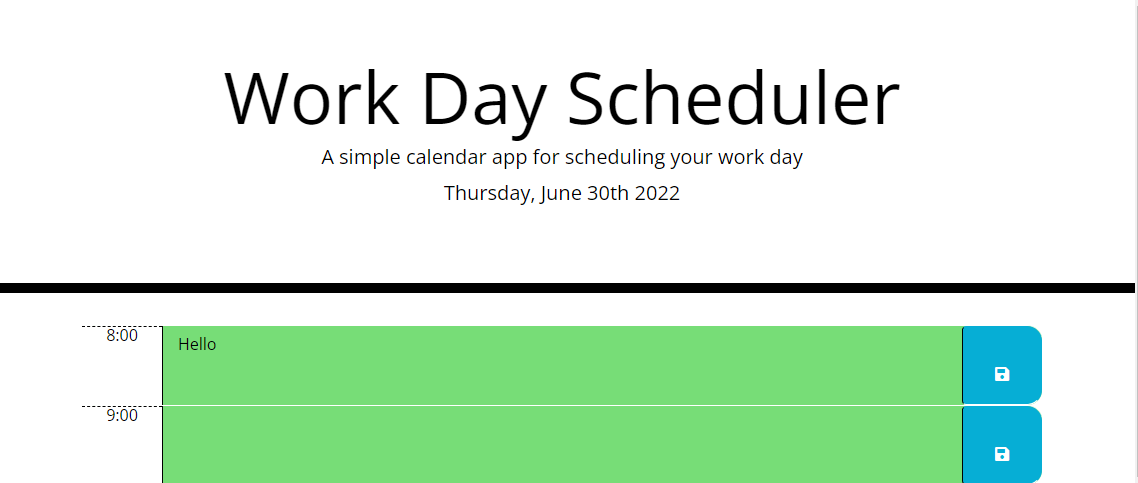 Work Day Scheduler
A simple calendar app for scheduling your work day
Thursday, June 30th 2022
8:00
Hello
9:00